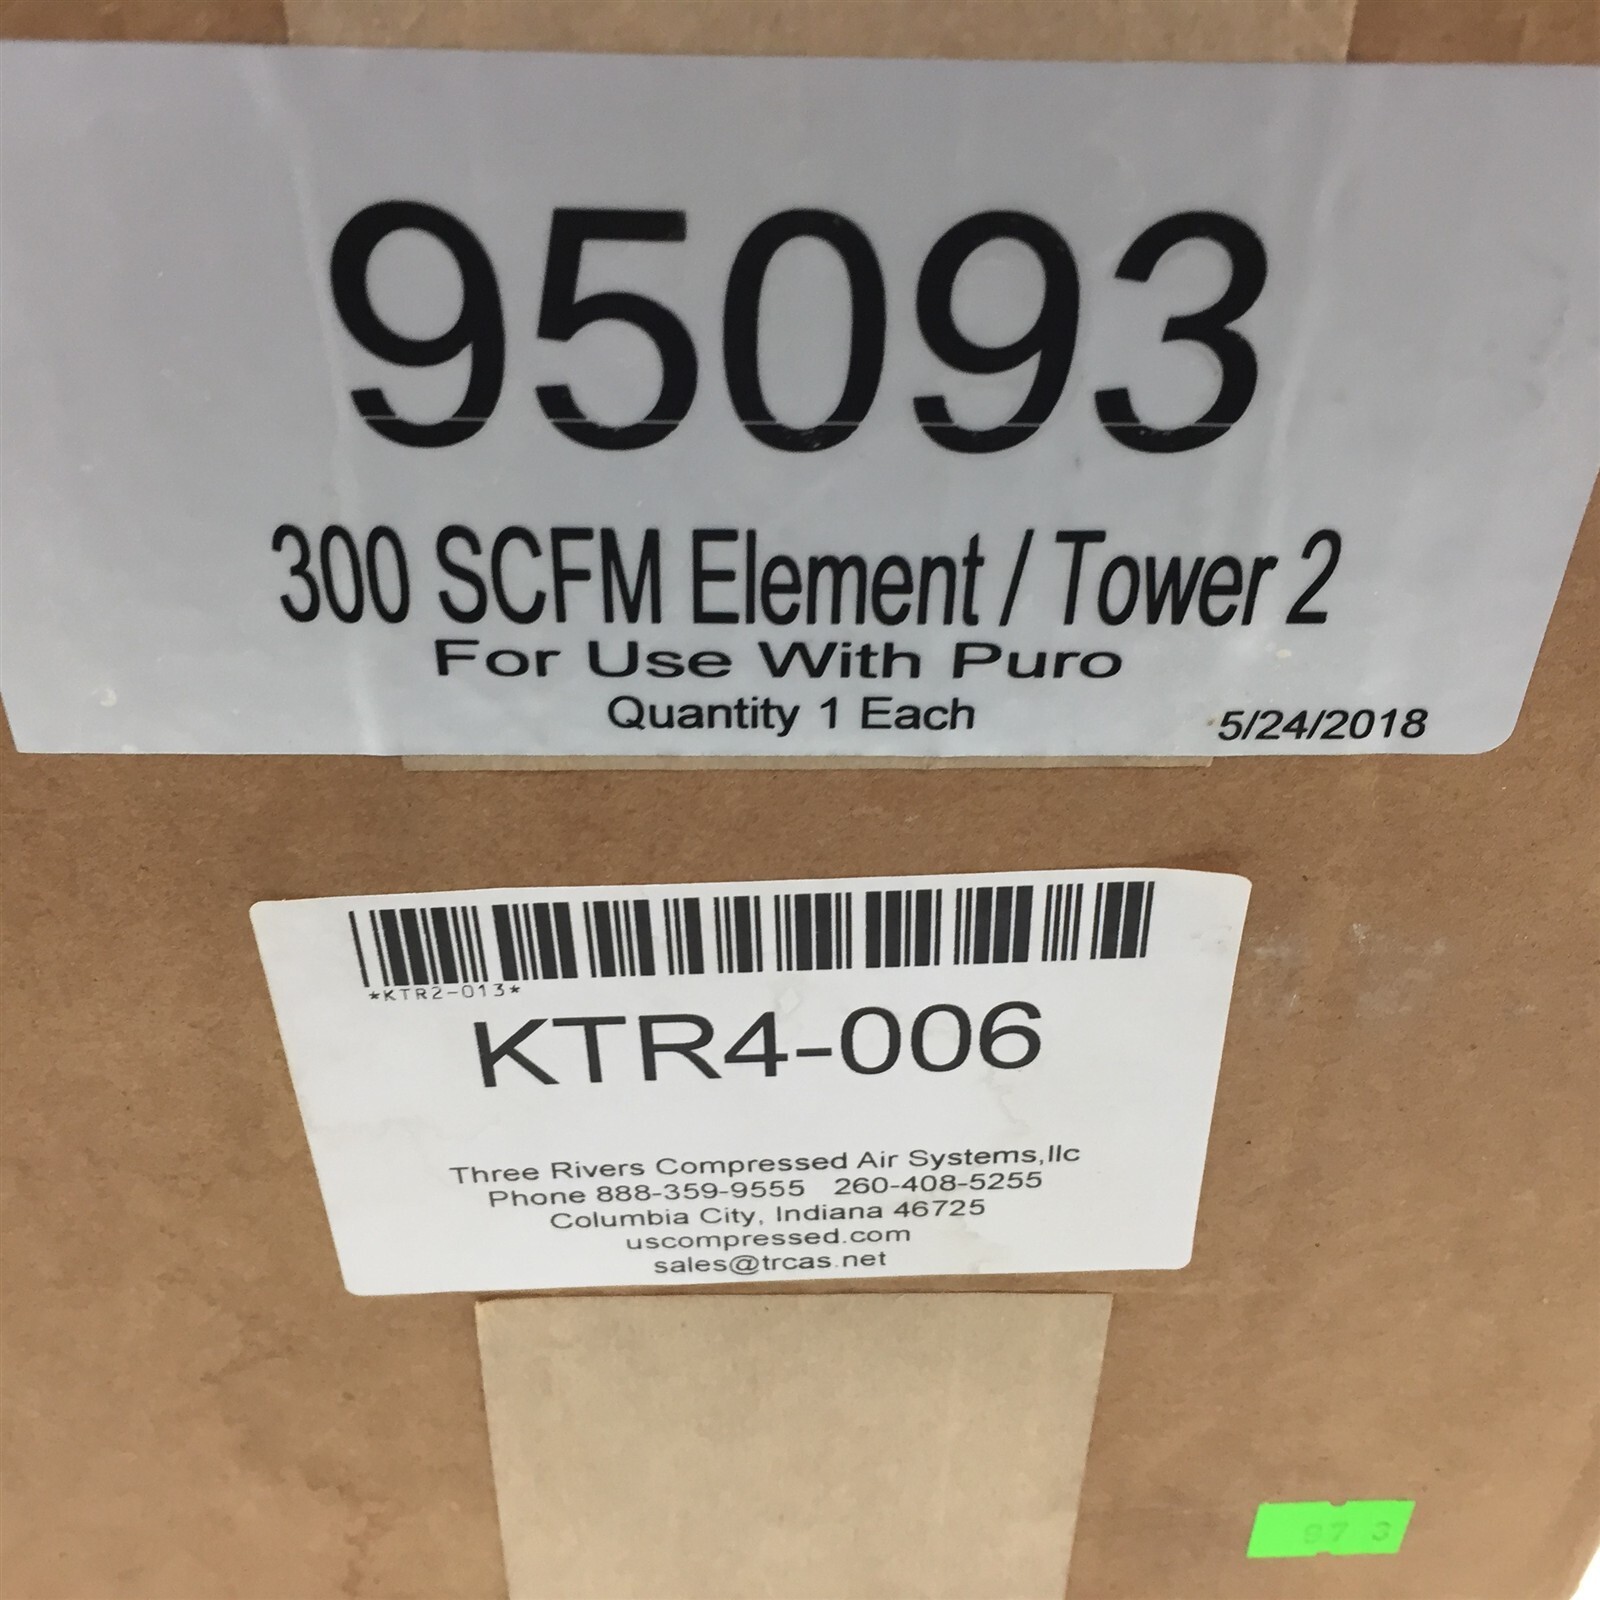 95093
300 SCFM Element / Tower 2
For Use With Puro
Quantity 1 Each
5/24/2018
*KTR2-013*
KTR4-006
Three Rivers Compressed Air Systems,llc
Phone 888-359-9555 260-408-5255
Columbia City, Indiana 46725
uscompressed.com
sales@trcas.net